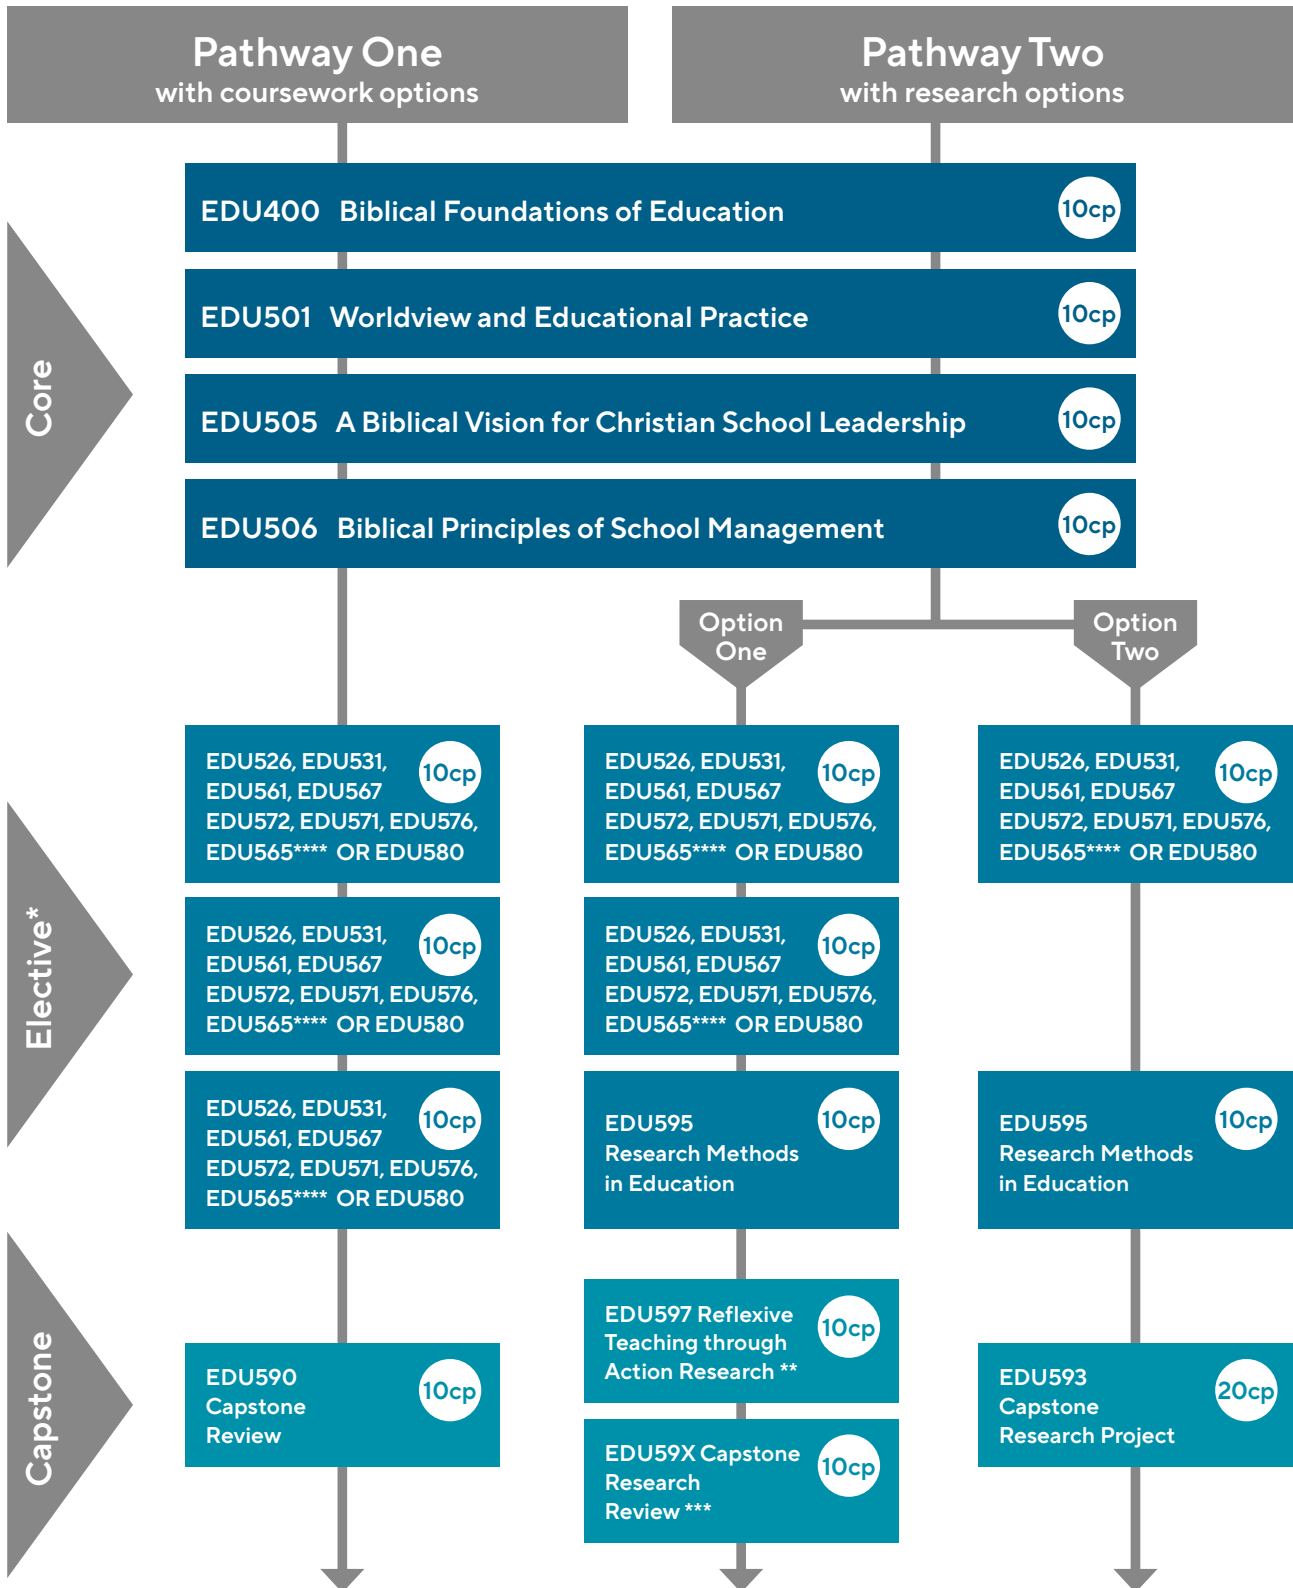 Pathway One
with coursework options
Pathway Two
with research options
Core
EDU400 Biblical Foundations of Education
10cp
EDU501 Worldview and Educational Practice
10cp
EDU505 A Biblical Vision for Christian School Leadership
10cp
EDU506 Biblical Principles of School Management
10cp
Option
One
Option
Two
Elective*
EDU526, EDU531,
EDU561, EDU567
EDU572, EDU571, EDU576,
EDU565**** OR EDU580
10cp
EDU526, EDU531,
EDU561, EDU567
EDU572, EDU571, EDU576,
EDU565**** OR EDU580
10cp
EDU526, EDU531,
EDU561, EDU567
EDU572, EDU571, EDU576,
EDU565**** OR EDU580
10cp
EDU526, EDU531,
EDU561, EDU567
EDU572, EDU571, EDU576,
EDU565**** OR EDU580
10cp
EDU526, EDU531,
EDU561, EDU567
EDU572, EDU571, EDU576,
EDU565**** OR EDU580
10cp
EDU526, EDU531,
EDU561, EDU567
EDU572, EDU571, EDU576,
EDU565**** OR EDU580
10cp
EDU595
Research Methods
in Education
10cp
EDU595
Research Methods
in Education
10cp
Capstone
EDU590
Capstone
Review
10cp
EDU597 Reflexive
Teaching through
Action Research **
10cp
EDU59X Capstone
Research
Review ***
10cp
EDU593
Capstone
Research Project
20cp